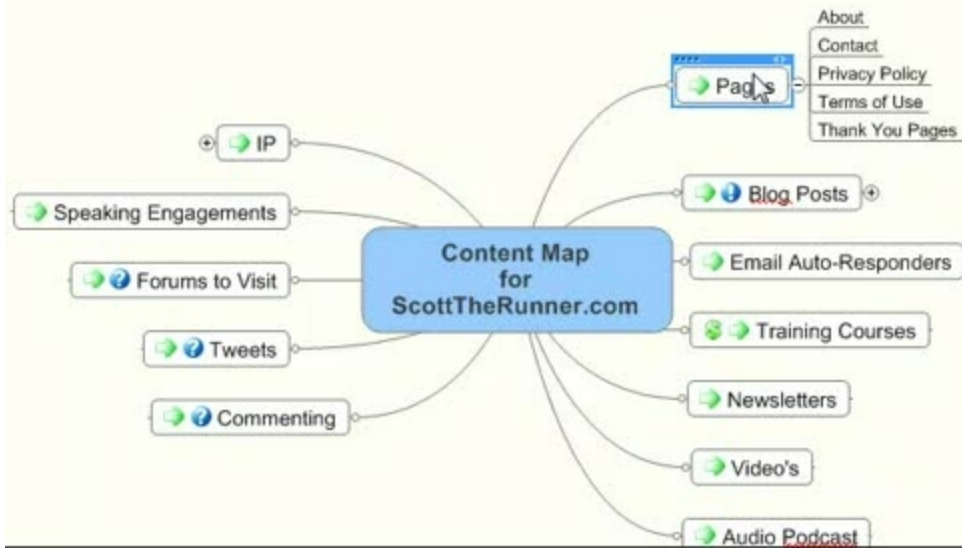 About
Contact
Pages
Privacy Policy
Terms of Use
Thank You Pages
IP
Blog Posts
Speaking Engagements
Content Map
for
ScottTheRunner.com
Email Auto-Responders
Forums to Visit
Training Courses
Tweets
Newsletters
Commenting
Video's
Audio Podcast